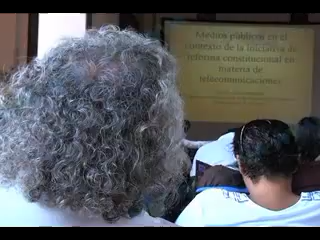 Medios públicos en el
contexto de la iniciativa de
reforma constitucional en
materia de
telecomunicaciones